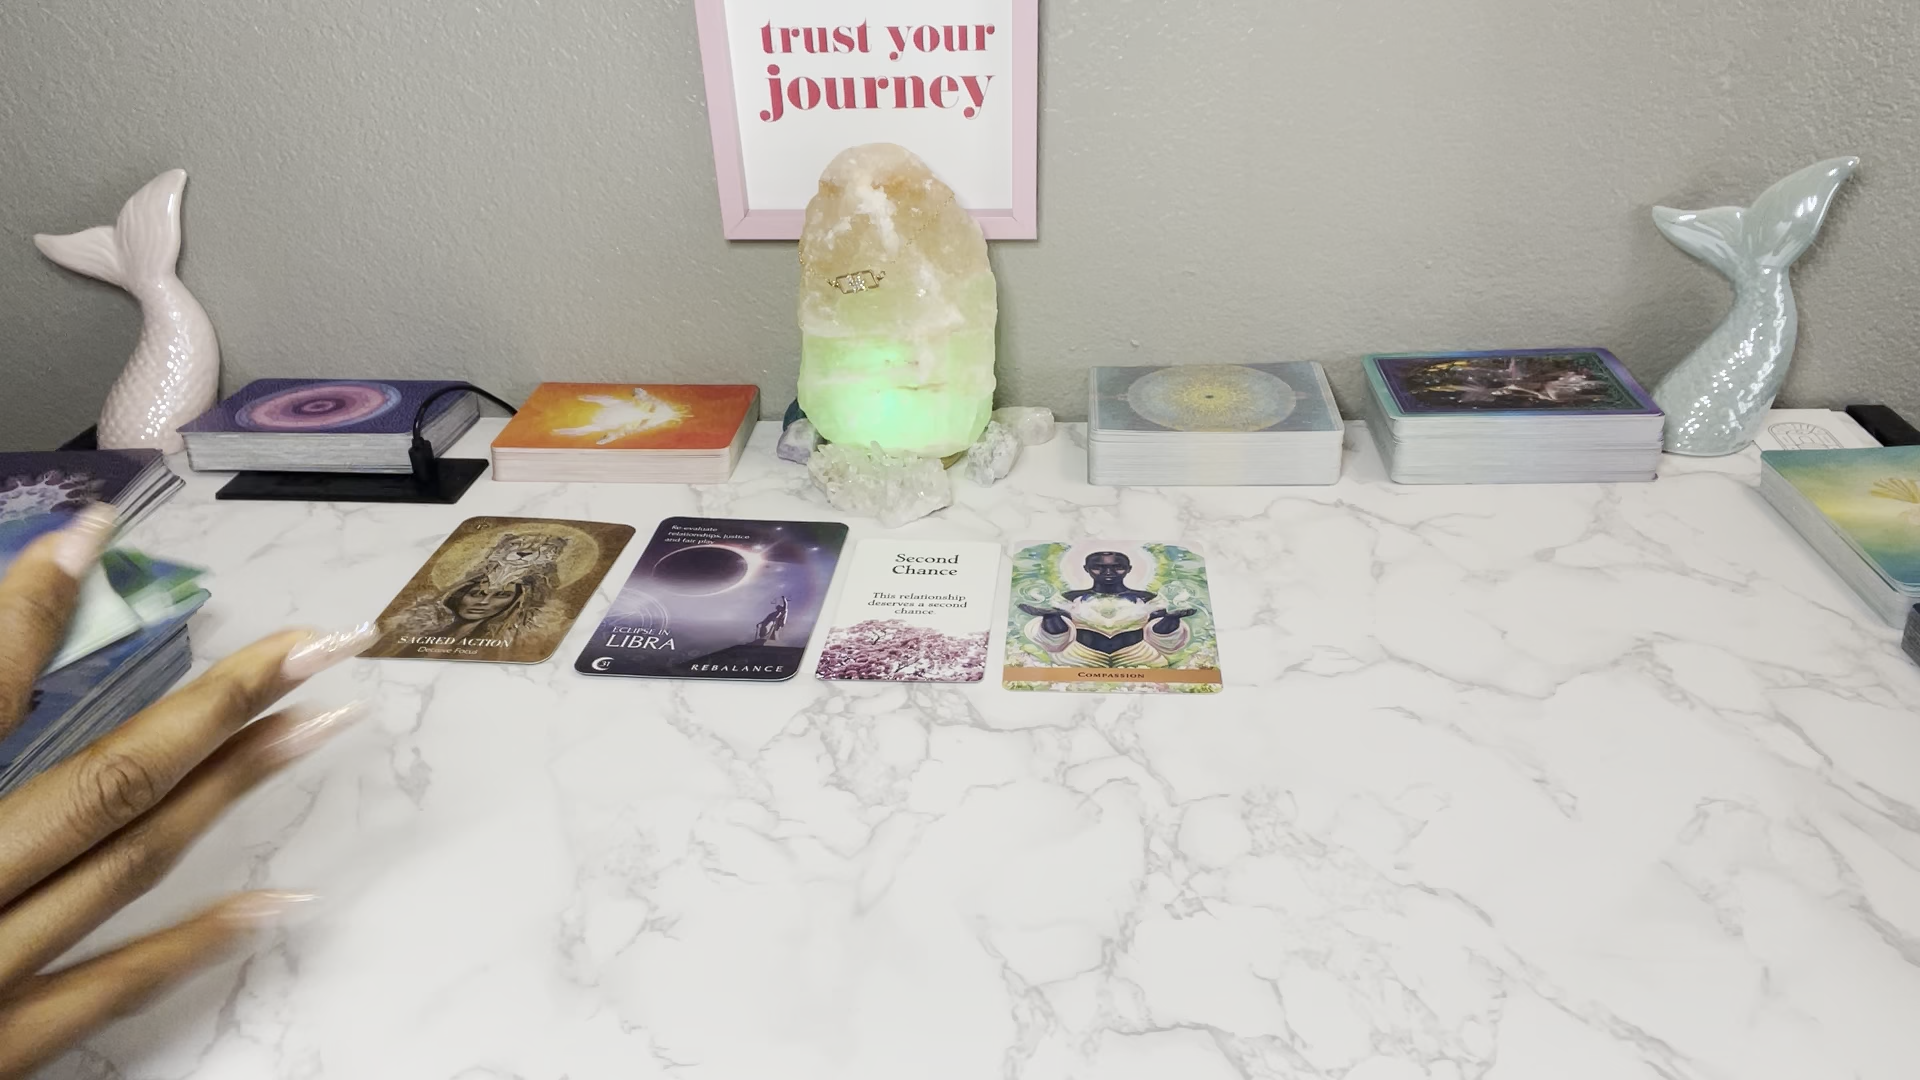 trust your
journey
SACRED ACTION
Decisive Focus
Re-evaluate
relationships, justice
and fair play
ECLIPSE IN
LIBRA
31
REBALANCE
Second
Chance
This relationship
deserves a second
chance.
COMPASSION